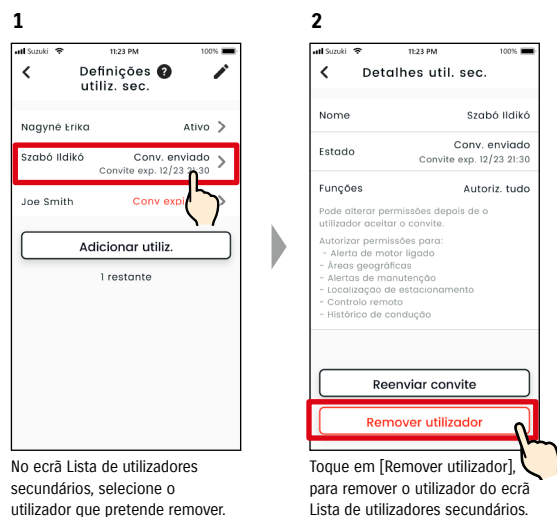 1
Suzuki 11:23 PM 100%
Definições ?
utiliz. sec.
Nagyné Erika Ativo
Szabó Ildikó Conv. enviado
Convite exp. 12/23 21:30
Joe Smith Conv expi
Adicionar utiliz.
1 restante
No ecrã Lista de utilizadores
secundários, selecione o
utilizador que pretende remover.
2
Suzuki 11:23 PM 100%
Detalhes util. sec.
Nome Szabó Ildikó
Estado Conv. enviado
Convite exp. 12/23 21:30
Funções Autoriz. tudo
Pode alterar permissões depois de o
utilizador aceitar o convite.
Autorizar permissões para:
- Alerta de motor ligado
- Áreas geográficas
- Alertas de manutenção
- Localização de estacionamento
- Controlo remoto
- Histórico de condução
Reenviar convite
Remover utilizador
Toque em [Remover utilizador],
para remover o utilizador do ecrã
Lista de utilizadores secundários.